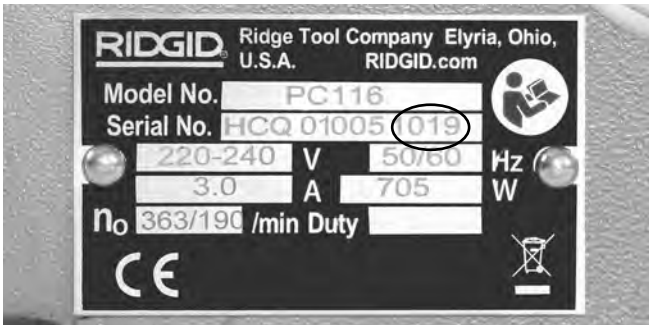 RIDGID® Ridge Tool Company Elyria, Ohio,
U.S.A. RIDGID.com
Model No. PC116
Serial No. HCQ 01005 1019
220-240 V 50/60 Hz
3.0 A 705 W
no 363/190 /min Duty
CE